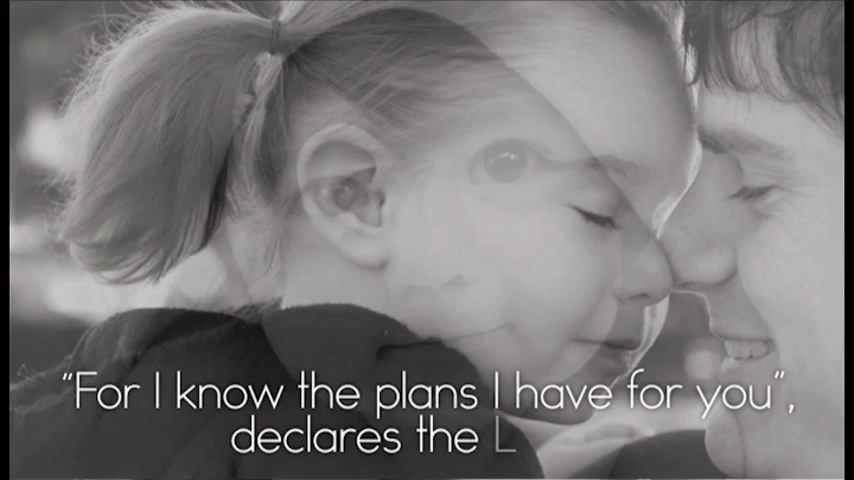 “For I know the plans I have for you”,
declares the L